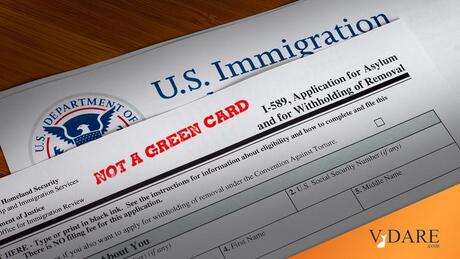 U.S. Immigration
U.S. DEPARTMENT OF
NOT A GREEN CARD
I-589, Application for Asylum
and for Withholding of Removal
Homeland Security
p and Immigration Services
ment of Justice
Office for Immigration Review
HERE - Type or print in black ink. See the instructions for information about eligibility and how to complete and file this
There is NO filing fee for this application.
if you also want to apply for withholding of removal under the Convention Against Torture.
About You
2. U.S. Social Security Number (if any)
4. First Name
5. Middle Name
VDARE
.com